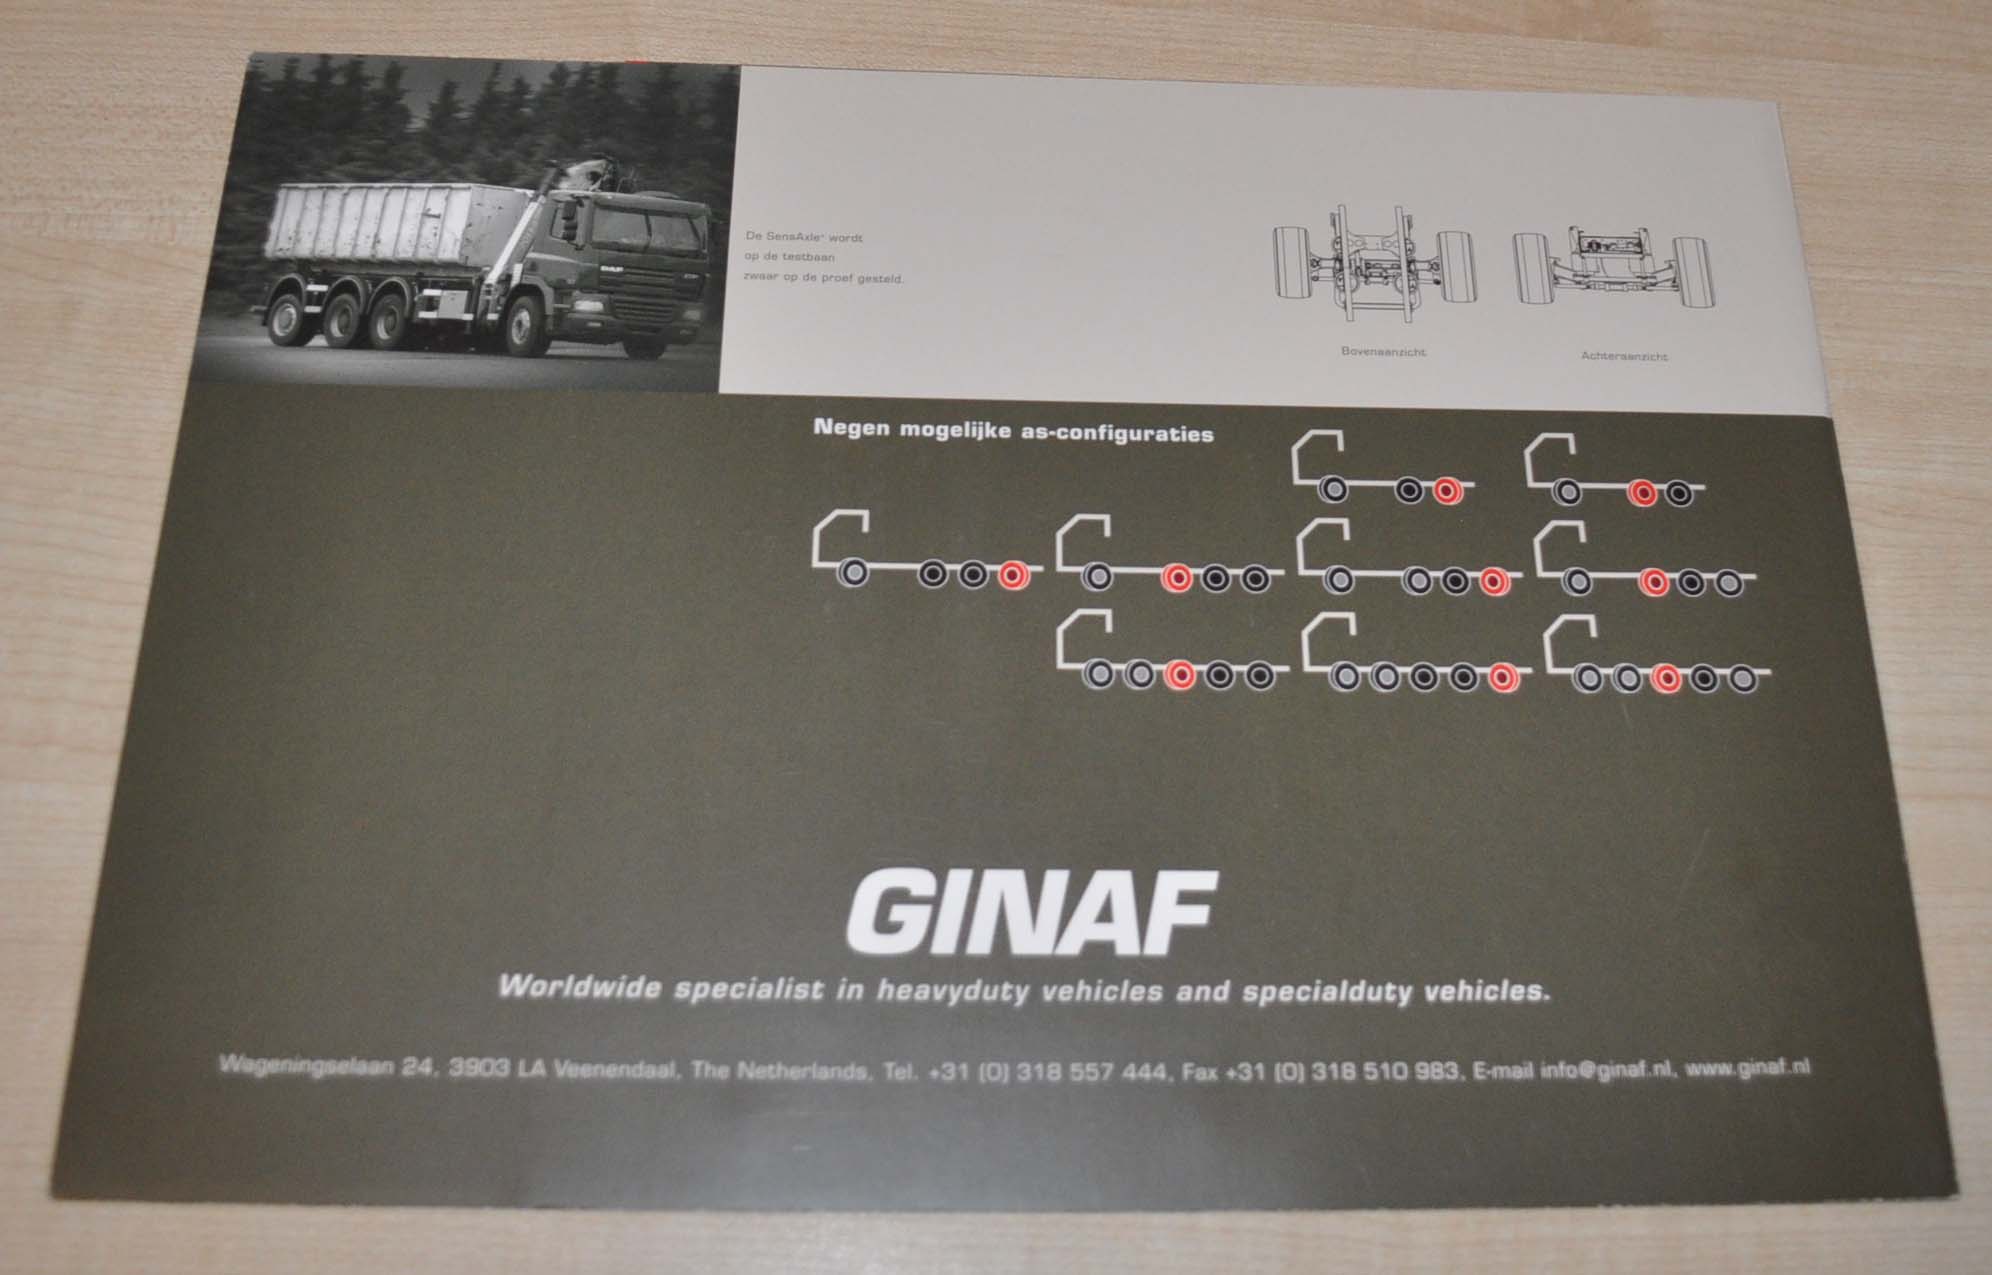 De SensAxle® wordt
op de testbaan
zwaar op de proef gesteld.
Bovenaanzicht
Achteraanzicht
Negen mogelijke as-configuraties
GINAF
Worldwide specialist in heavyduty vehicles and specialduty vehicles.
Wageningselaan 24, 3903 LA Veenendaal, The Netherlands, Tel. +31 (0) 318 557 444, Fax +31 (0) 318 510 983, E-mail info@ginaf.nl, www.ginaf.nl